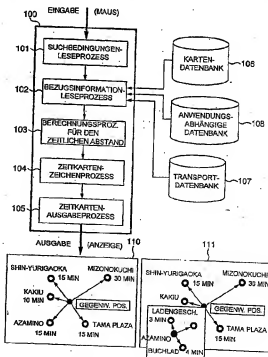 EINGABE (MAUS)
100
101
SUCHBEDINGUNGEN-
LESEPROZESS
102
BEZUGSINFORMATION-
LESEPROZESS
KARTEN-
DATENBANK
106
103
BERECHNUNGSPROZ.
FÜR DEN
ZEITLICHEN ABSTAND
ANWENDUNGS-
ABHÄNGIGE
DATENBANK
108
104
ZEITKARTEN-
ZEICHENPROZESS
TRANSPORT-
DATENBANK
107
105
ZEITKARTEN-
AUSGABEPROZESS
AUSGABE (ANZEIGE)
110
111
SHIN-YURIGAOKA
15 MIN
MIZONOKUCHI
30 MIN
KAKIU
10 MIN
GEGENW. POS.
AZAMINO
15 MIN
TAMA PLAZA
15 MIN
SHIN-YURIGAOKA
15 MIN
MIZONOKUCHI
30 MIN
KAKIU
GEGENW. POS.
LADENGESCH.
3 MIN
AZAMINO
TAMA PLAZA
15 MIN
BUCHLAD
4 MIN